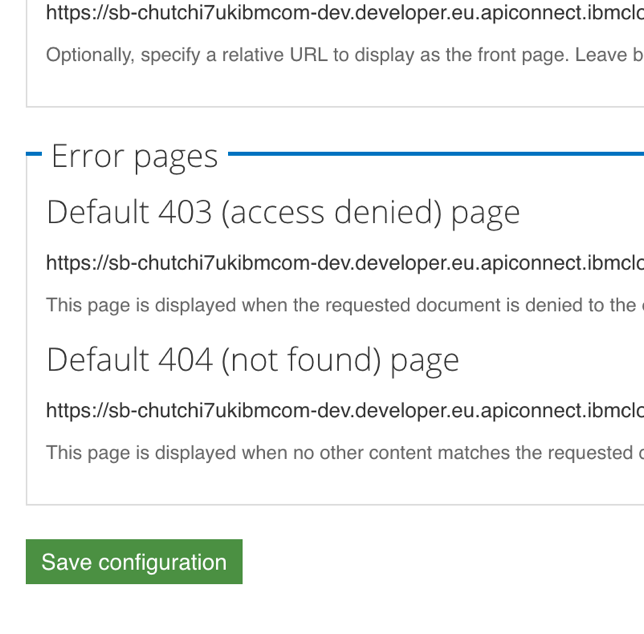 https://sb-chutchi7ukibmcom-dev.developer.eu.apiconnect.ibmclo
Optionally, specify a relative URL to display as the front page. Leave b
Error pages
Default 403 (access denied) page
https://sb-chutchi7ukibmcom-dev.developer.eu.apiconnect.ibmclo
This page is displayed when the requested document is denied to the
Default 404 (not found) page
https://sb-chutchi7ukibmcom-dev.developer.eu.apiconnect.ibmclo
This page is displayed when no other content matches the requested
Save configuration